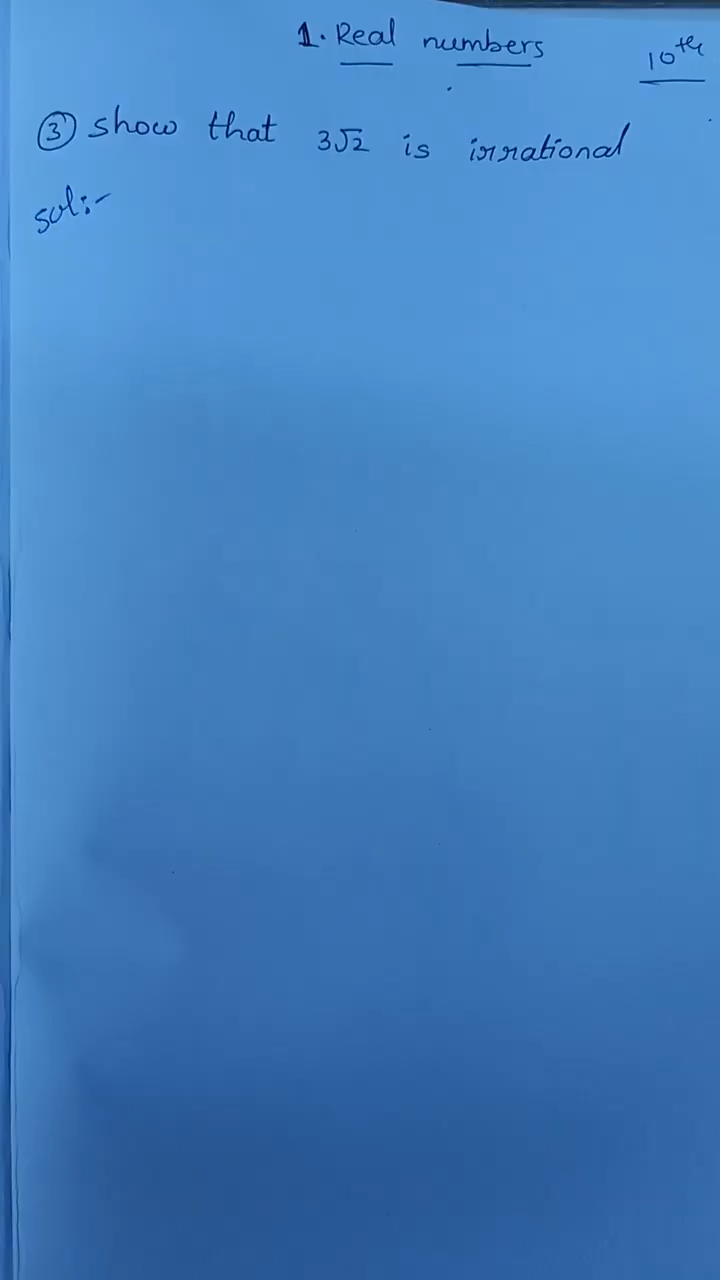 1. Real numbers
10th
③ show that 3√2 is irrational
sol:-